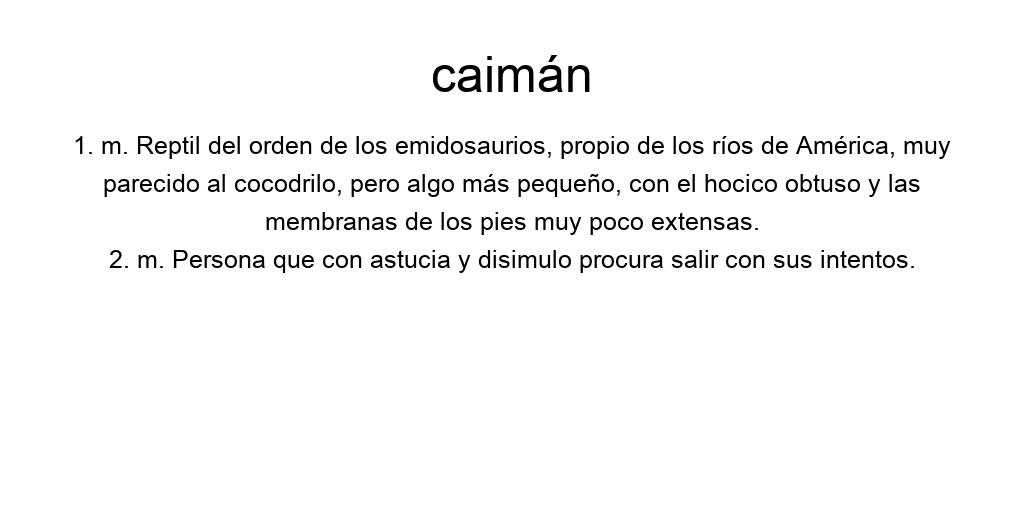 caimán
1. m. Reptil del orden de los emidosaurios, propio de los ríos de América, muy
parecido al cocodrilo, pero algo más pequeño, con el hocico obtuso y las
membranas de los pies muy poco extensas.
2. m. Persona que con astucia y disimulo procura salir con sus intentos.